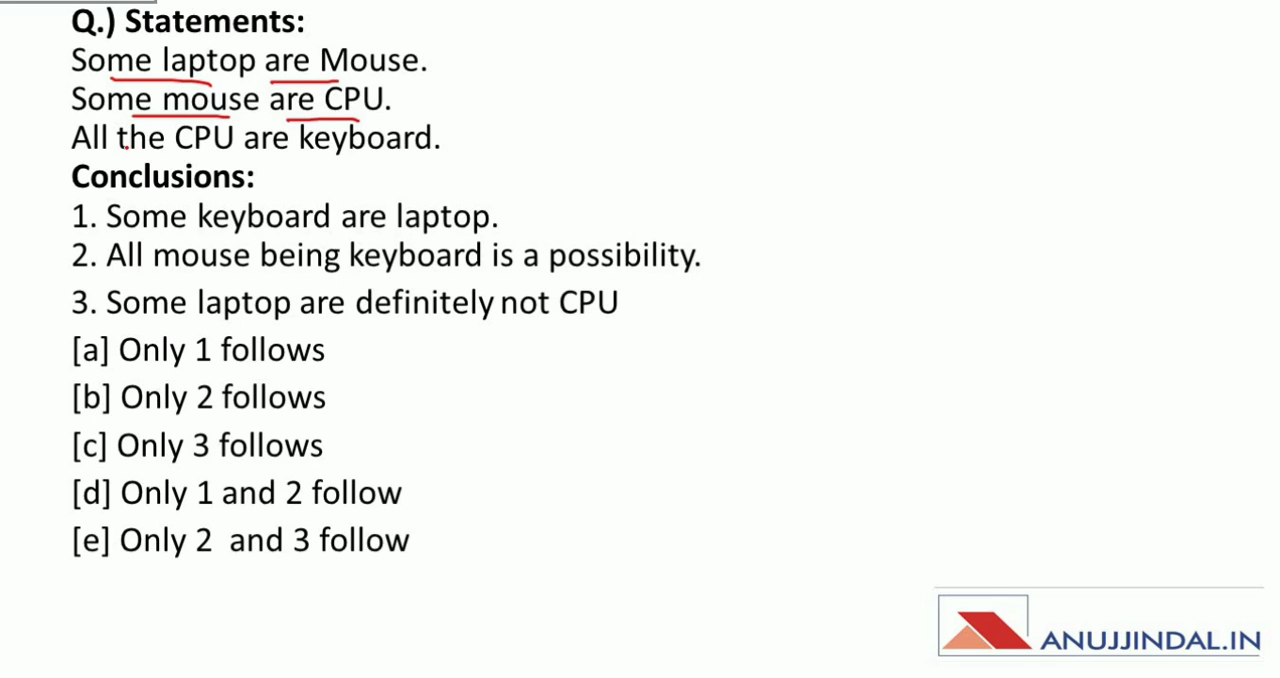 Q.) Statements:
Some laptop are Mouse.
Some mouse are CPU.
All the CPU are keyboard.
Conclusions:
1. Some keyboard are laptop.
2. All mouse being keyboard is a possibility.
3. Some laptop are definitely not CPU
[a] Only 1 follows
[b] Only 2 follows
[c] Only 3 follows
[d] Only 1 and 2 follow
[e] Only 2 and 3 follow
ANUJJINDAL.IN